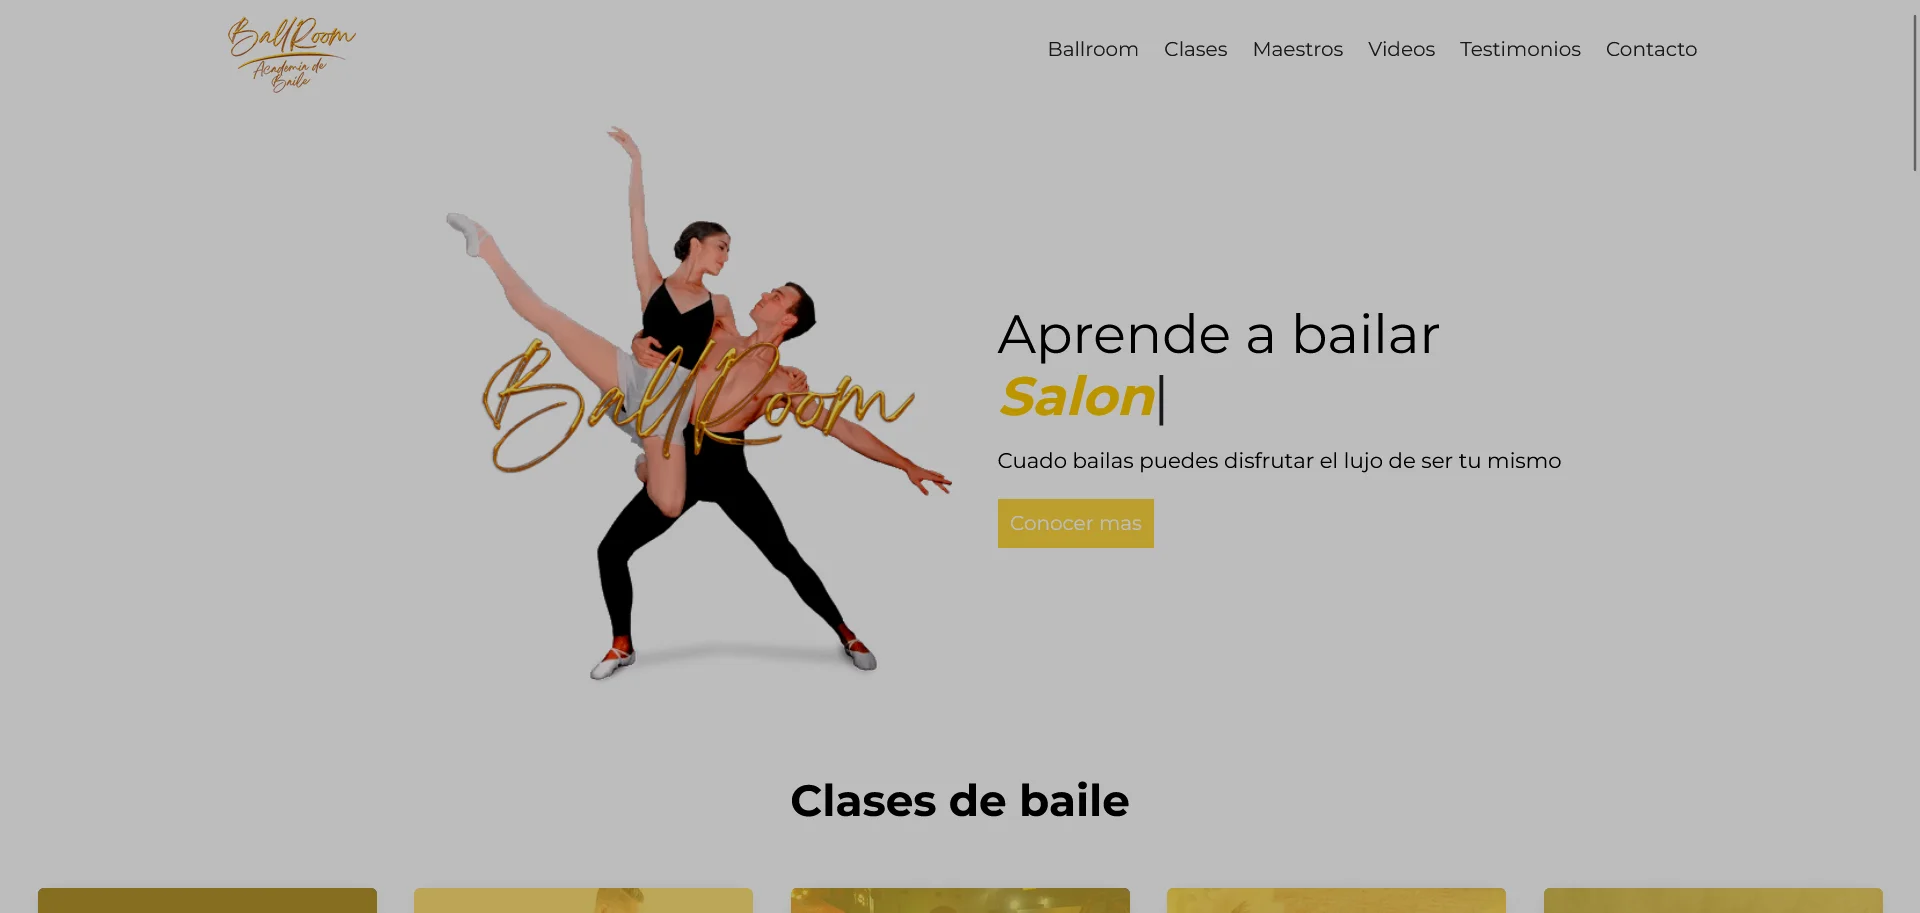 BallRoom
Academia de
Baile
Ballroom Clases Maestros Videos Testimonios Contacto
BallRoom
Aprende a bailar
Salon|
Cuado bailas puedes disfrutar el lujo de ser tu mismo
Conocer mas
Clases de baile